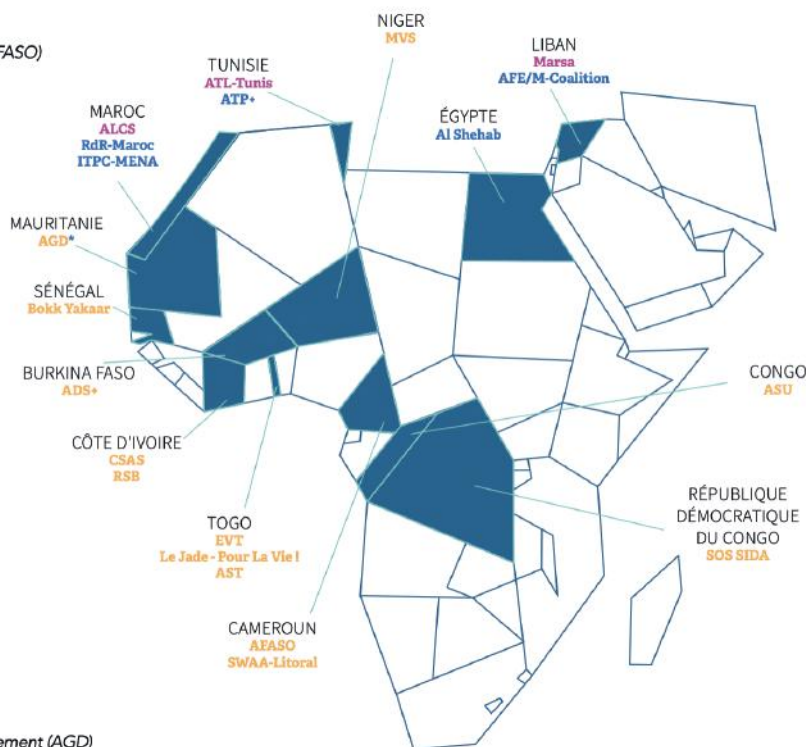 FASO)
NIGER
MVS
TUNISIE
ATL-Tunis
ATP+
LIBAN
Marsa
AFE/M-Coalition
MAROC
ALCS
RdR-Maroc
ITPC-MENA
ÉGYPTE
Al Shehab
MAURITANIE
AGD*
SÉNÉGAL
Bokk Yakaar
BURKINA FASO
ADS+
CONGO
ASU
CÔTE D'IVOIRE
CSAS
RSB
TOGO
EVT
Le Jade - Pour La Vie !
AST
RÉPUBLIQUE
DÉMOCRATIQUE
DU CONGO
SOS SIDA
CAMEROUN
AFASO
SWAA-Litoral
ement (AGD)